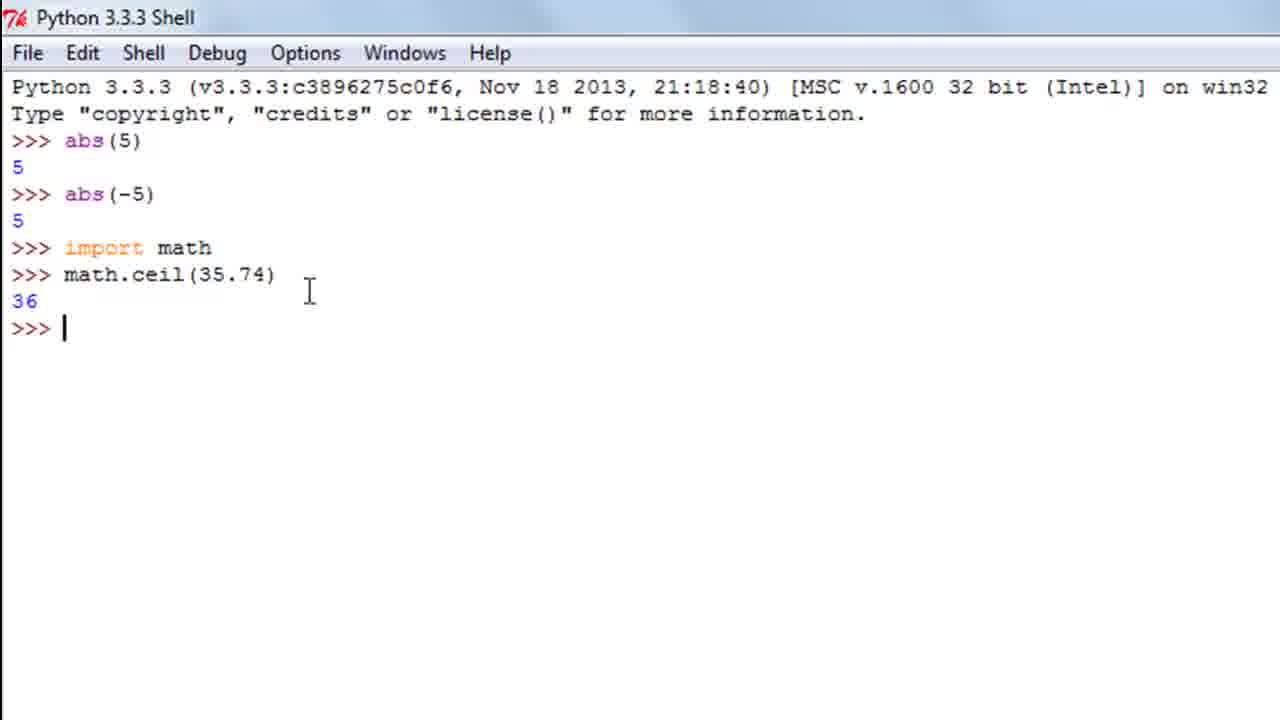 Python 3.3.3 Shell
File Edit Shell Debug Options Windows Help
Python 3.3.3 (v3.3.3:c3896275c0f6, Nov 18 2013, 21:18:40) [MSC v.1600 32 bit (Intel)] on win32
Type "copyright", "credits" or "license()" for more information.
>>> abs(5)
5
>>> abs(-5)
5
>>> import math
>>> math.ceil(35.74)
36
>>>